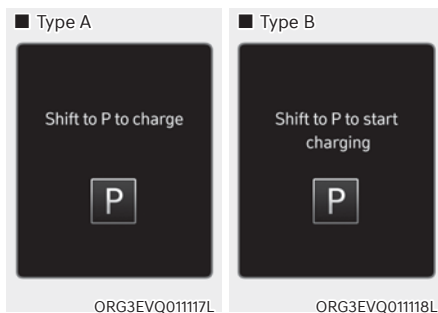 ■ Type A
Shift to P to charge
P
ORG3EVQ011117L
■ Type B
Shift to P to start
charging
P
ORG3EVQ011118L